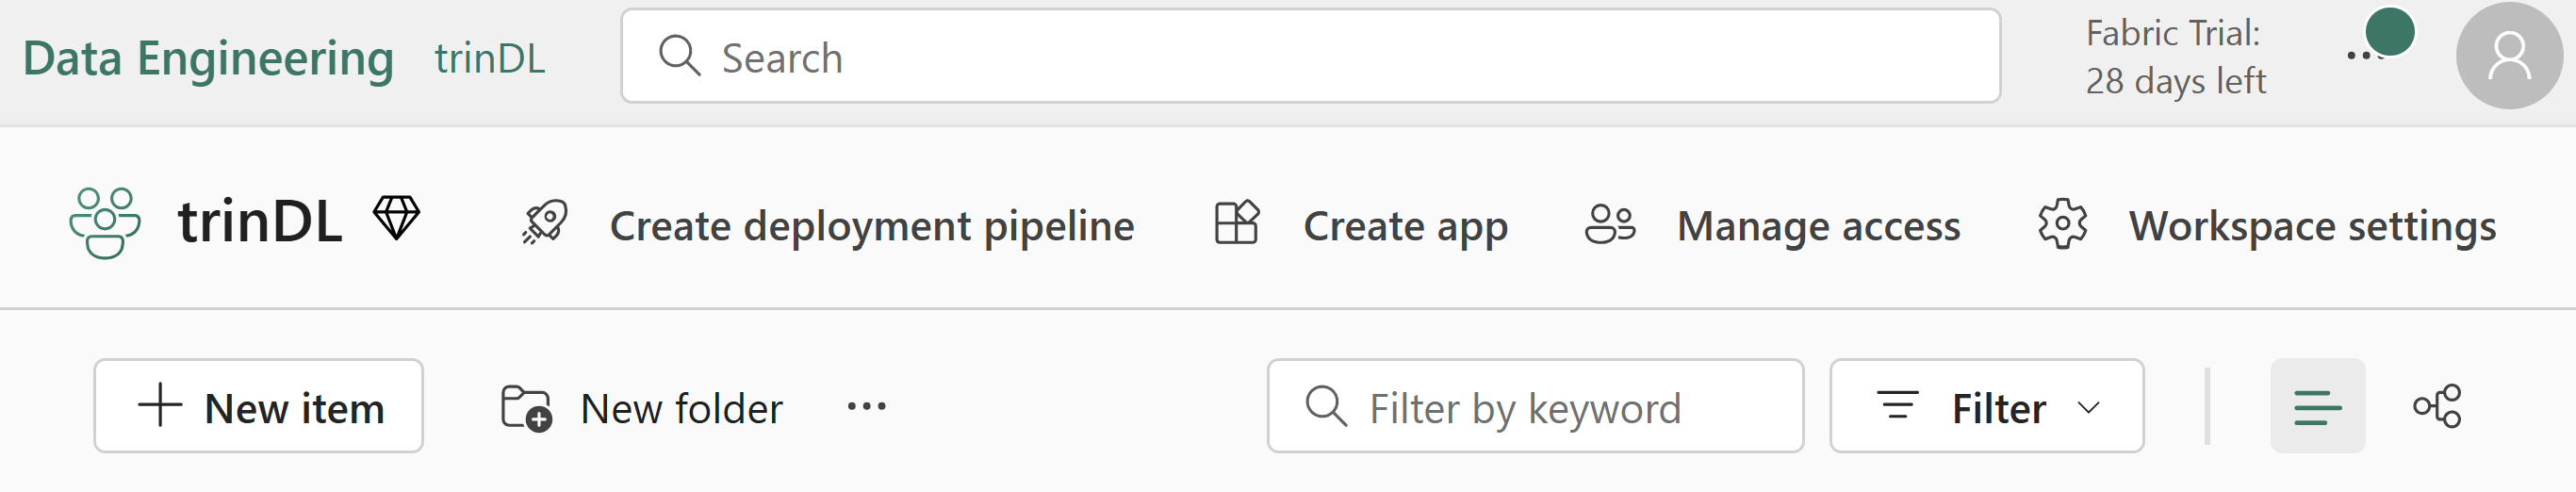 Data Engineering trinDL Search Fabric Trial:
28 days left
trinDL Create deployment pipeline Create app Manage access Workspace settings
New item New folder Filter by keyword Filter